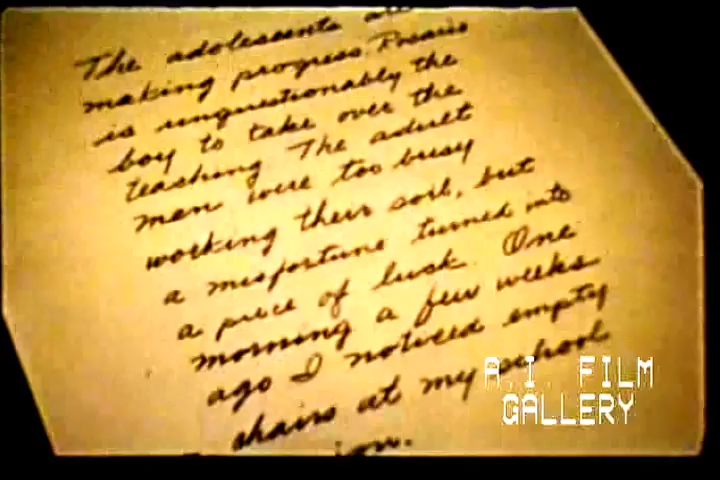 The adolescents are
making progress. Rosario
is unquestionably the
boy to take over the
teaching. The adult
men were too busy
working their soil, but
a misfortune turned into
a piece of luck. One
morning a few weeks
ago I noticed empty
chairs at my school
A.I. FILM
GALLERY